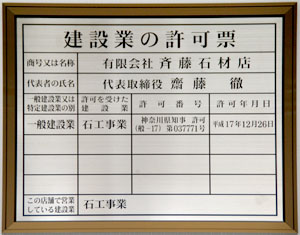 建設業の許可票
商号又は名称 有限会社 斉藤石材店
代表者の氏名 代表取締役 齋藤 徹
一般建設業又は
特定建設業の別
許可を受けた
建設業
許可番号 許可年月日
一般建設業 石工事業
神奈川県知事 許可
(般-17) 第037771号
平成17年12月26日
この店舗で営業
している建設業
石工事業